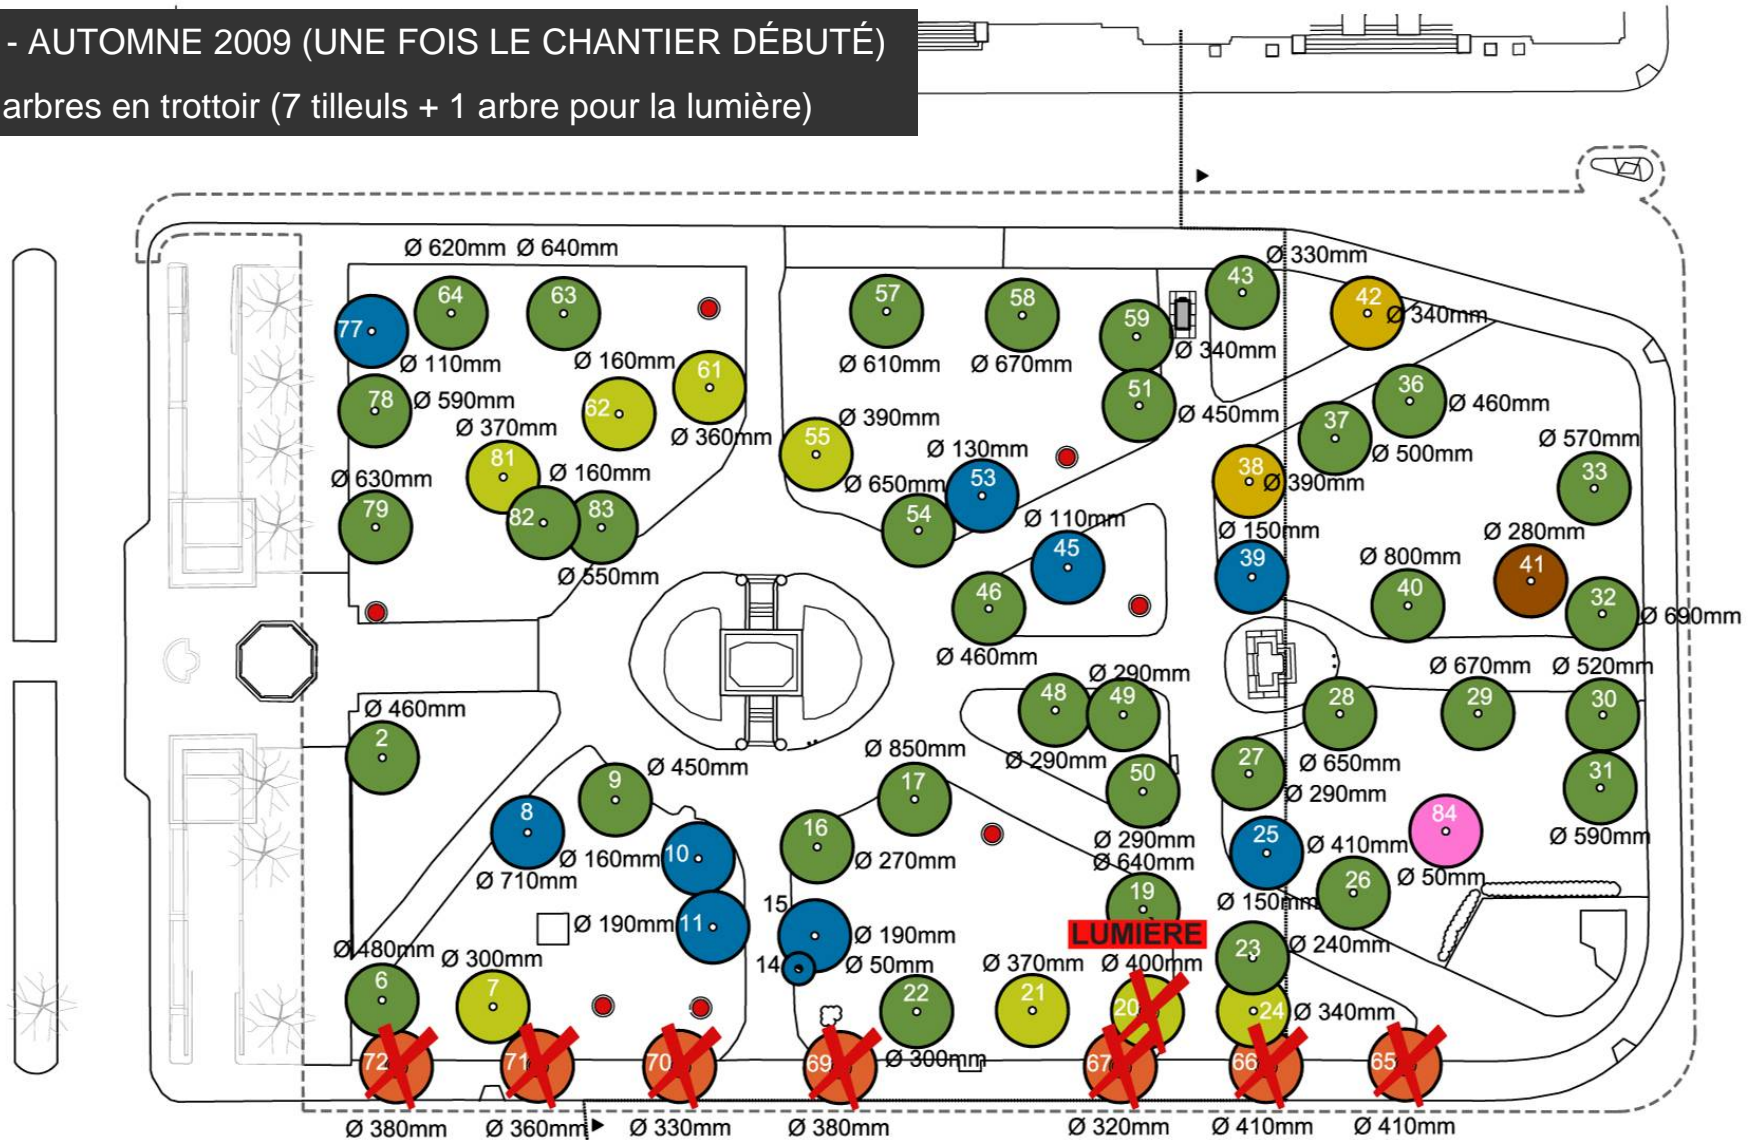 - AUTOMNE 2009 (UNE FOIS LE CHANTIER DÉBUTÉ)
arbres en trottoir (7 tilleuls + 1 arbre pour la lumière)
Ø 620mm Ø 640mm
Ø 330mm
43
64
63
57
58
42
Ø 340mm
77
59
Ø 110mm
Ø 160mm
61
Ø 610mm
Ø 670mm
Ø 340mm
78
Ø 590mm
62
51
36
Ø 460mm
Ø 370mm
Ø 360mm
55
Ø 390mm
Ø 450mm
37
Ø 500mm
Ø 570mm
81
Ø 160mm
Ø 130mm
38
Ø 390mm
33
Ø 630mm
Ø 650mm
53
79
82
83
54
Ø 110mm
Ø 150mm
Ø 280mm
Ø 550mm
45
39
Ø 800mm
41
46
40
32
Ø 690mm
Ø 460mm
Ø 290mm
Ø 670mm
Ø 520mm
Ø 460mm
48
49
28
29
30
2
Ø 450mm
Ø 850mm
Ø 290mm
27
Ø 650mm
9
17
50
Ø 290mm
31
8
16
Ø 290mm
25
Ø 410mm
84
Ø 590mm
Ø 160mm
10
Ø 270mm
Ø 640mm
26
Ø 50mm
Ø 710mm
19
Ø 150mm
15
Ø 190mm
11
Ø 190mm
LUMIERE
23
Ø 240mm
Ø 480mm
Ø 300mm
14
Ø 50mm
Ø 370mm
Ø 400mm
6
7
22
21
20
24
Ø 340mm
72
71
70
69
Ø 300mm
67
66
65
Ø 380mm
Ø 360mm
Ø 330mm
Ø 380mm
Ø 320mm
Ø 410mm
Ø 410mm